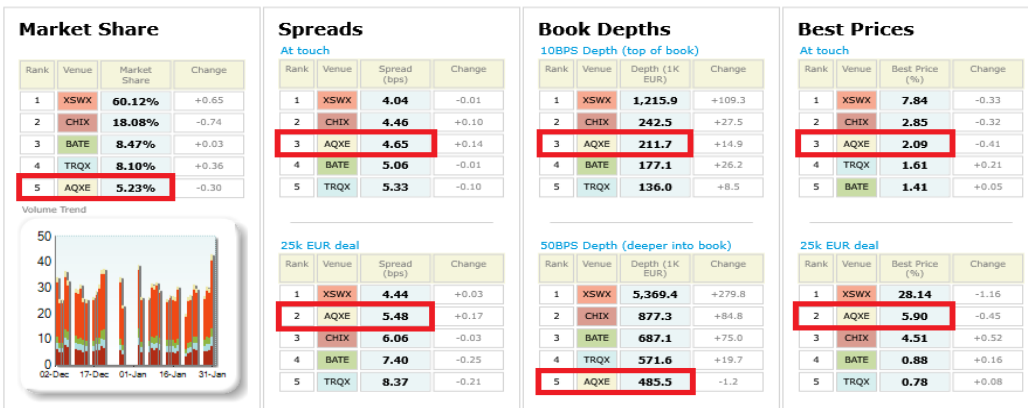 Market Share
Rank Venue Market Share Change
1 XSWX 60.12% +0.65
2 CHIX 18.08% -0.74
3 BATE 8.47% +0.03
4 TRQX 8.10% +0.36
5 AQXE 5.23% -0.30
Volume Trend
50
40
30
20
10
0
02-Dec 17-Dec 01-Jan 16-Jan 31-Jan
Spreads
At touch
Rank Venue Spread (bps) Change
1 XSWX 4.04 -0.01
2 CHIX 4.46 +0.10
3 AQXE 4.65 +0.14
4 BATE 5.06 -0.01
5 TRQX 5.33 -0.10
25k EUR deal
Rank Venue Spread (bps) Change
1 XSWX 4.44 +0.03
2 AQXE 5.48 +0.17
3 CHIX 6.06 -0.03
4 BATE 7.40 -0.25
5 TRQX 8.37 -0.21
Book Depths
10BPS Depth (top of book)
Rank Venue Depth (1K EUR) Change
1 XSWX 1,215.9 +109.3
2 CHIX 242.5 +27.5
3 AQXE 211.7 +14.9
4 BATE 177.1 +26.2
5 TRQX 136.0 +8.5
50BPS Depth (deeper into book)
Rank Venue Depth (1K EUR) Change
1 XSWX 5,369.4 +279.8
2 CHIX 877.3 +84.8
3 BATE 687.1 +75.0
4 TRQX 571.6 +19.7
5 AQXE 485.5 -1.2
Best Prices
At touch
Rank Venue Best Price (%) Change
1 XSWX 7.84 -0.33
2 CHIX 2.85 -0.32
3 AQXE 2.09 -0.41
4 TRQX 1.61 +0.21
5 BATE 1.41 +0.05
25k EUR deal
Rank Venue Best Price (%) Change
1 XSWX 28.14 -1.16
2 AQXE 5.90 -0.45
3 CHIX 4.51 +0.52
4 BATE 0.88 +0.16
5 TRQX 0.78 +0.08